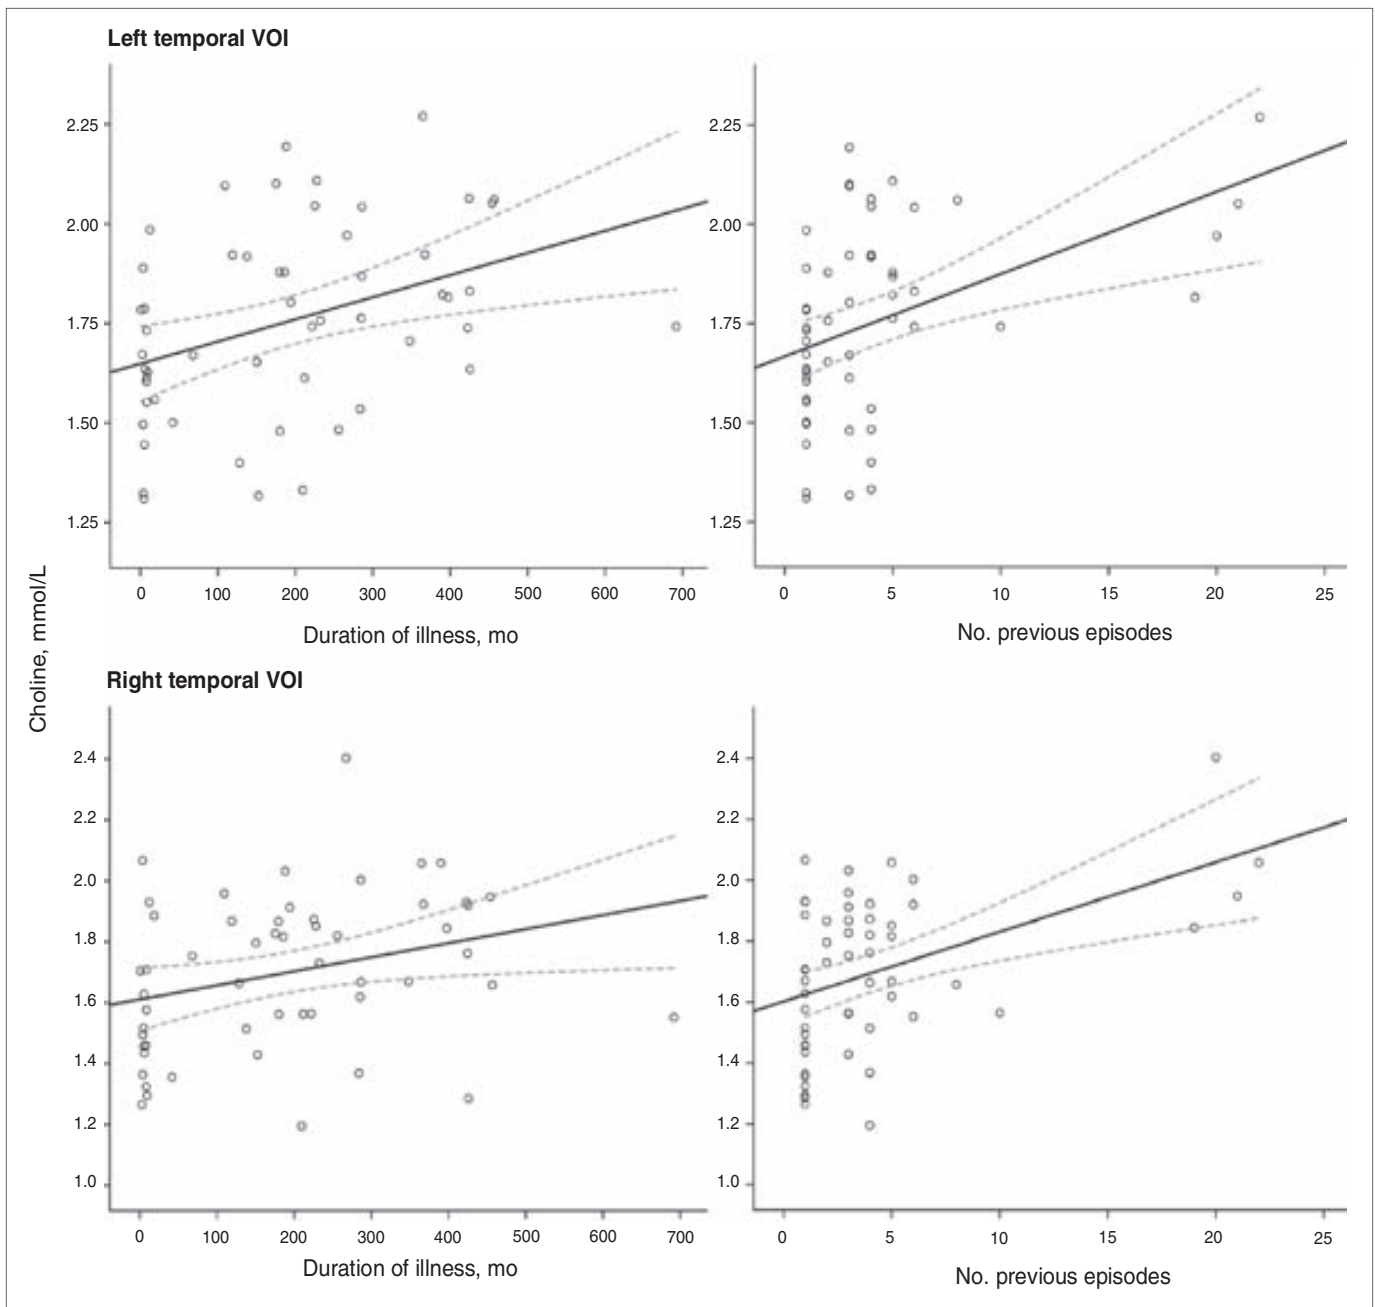 Left temporal VOI
2.25
2.00
1.75
1.50
1.25
0 100 200 300 400 500 600 700
Duration of illness, mo
2.25
2.00
1.75
1.50
1.25
0 5 10 15 20 25
No. previous episodes
Choline, mmol/L
Right temporal VOI
2.4
2.2
2.0
1.8
1.6
1.4
1.2
1.0
0 100 200 300 400 500 600 700
Duration of illness, mo
2.4
2.2
2.0
1.8
1.6
1.4
1.2
1.0
0 5 10 15 20 25
No. previous episodes